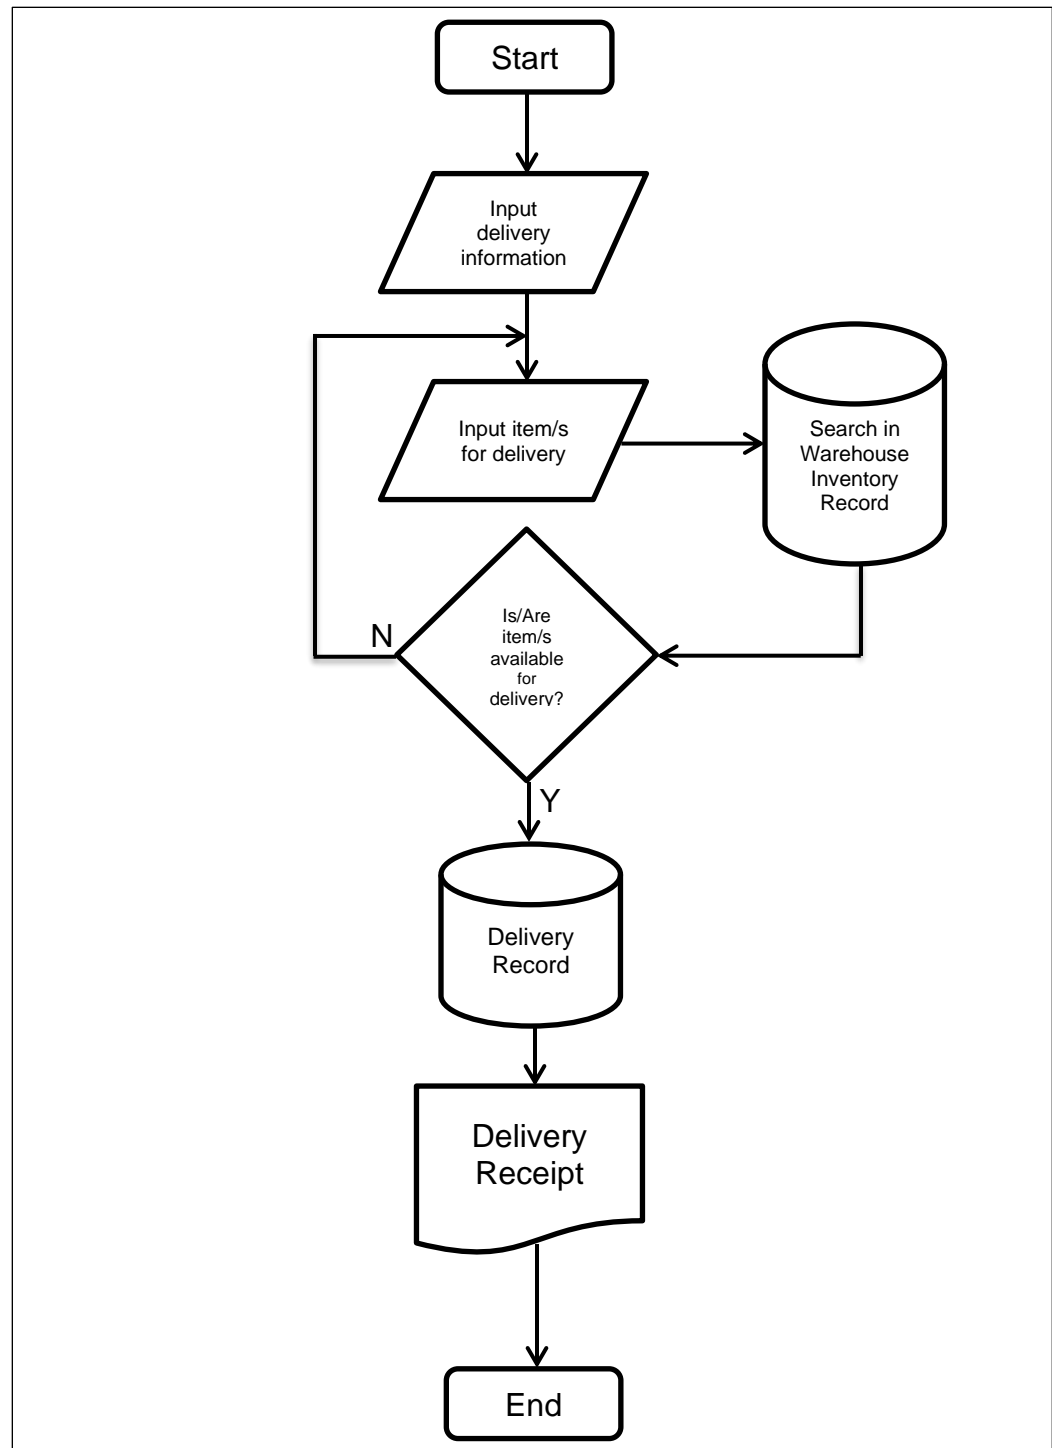 Start
Input
delivery
information
Input item/s
for delivery
Search in
Warehouse
Inventory
Record
Is/Are
item/s
available
for
delivery?
N
Y
Delivery
Record
Delivery
Receipt
End